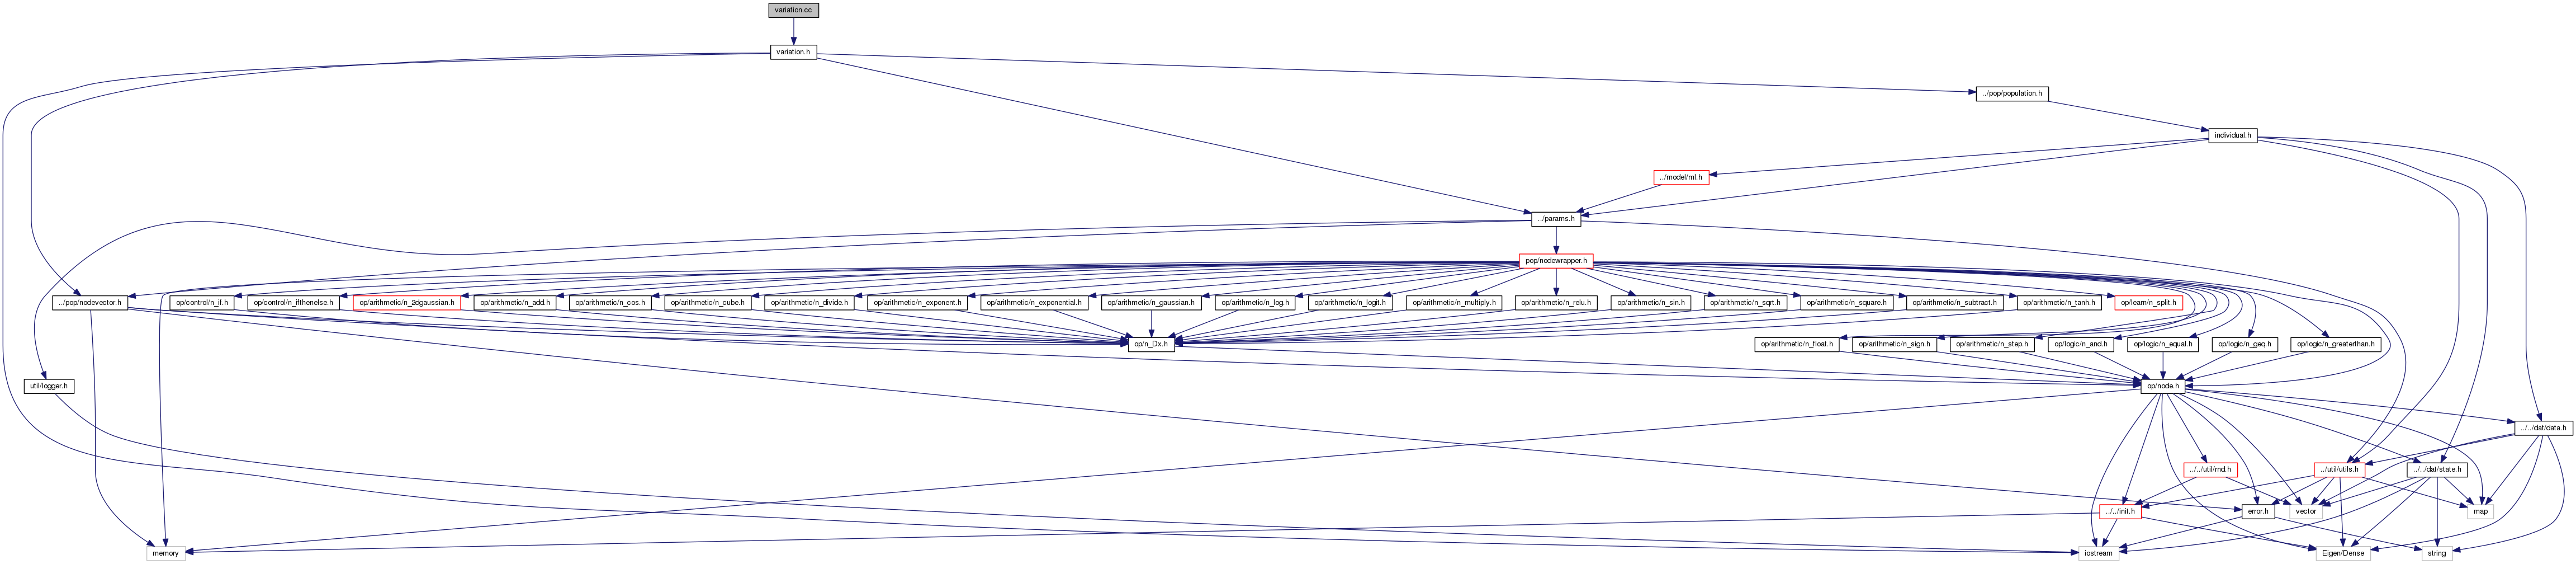 variation.cc
variation.h
../pop/population.h
individual.h
../model/ml.h
../params.h
pop/nodewrapper.h
../pop/nodevector.h
op/control/n_if.h
op/control/n_ifthenelse.h
op/arithmetic/n_2dgaussian.h
op/arithmetic/n_add.h
op/arithmetic/n_cos.h
op/arithmetic/n_cube.h
op/arithmetic/n_divide.h
op/arithmetic/n_exponent.h
op/arithmetic/n_exponential.h
op/arithmetic/n_gaussian.h
op/arithmetic/n_log.h
op/arithmetic/n_logit.h
op/arithmetic/n_multiply.h
op/arithmetic/n_relu.h
op/arithmetic/n_sin.h
op/arithmetic/n_sqrt.h
op/arithmetic/n_square.h
op/arithmetic/n_subtract.h
op/arithmetic/n_tanh.h
op/learn/n_split.h
op/n_Dx.h
op/arithmetic/n_float.h
op/arithmetic/n_sign.h
op/arithmetic/n_step.h
op/logic/n_and.h
op/logic/n_equal.h
op/logic/n_geq.h
op/logic/n_greaterthan.h
util/logger.h
op/node.h
../../dat/data.h
../../util/rnd.h
../util/utils.h
../../dat/state.h
../../init.h
error.h
vector
map
memory
iostream
Eigen/Dense
string